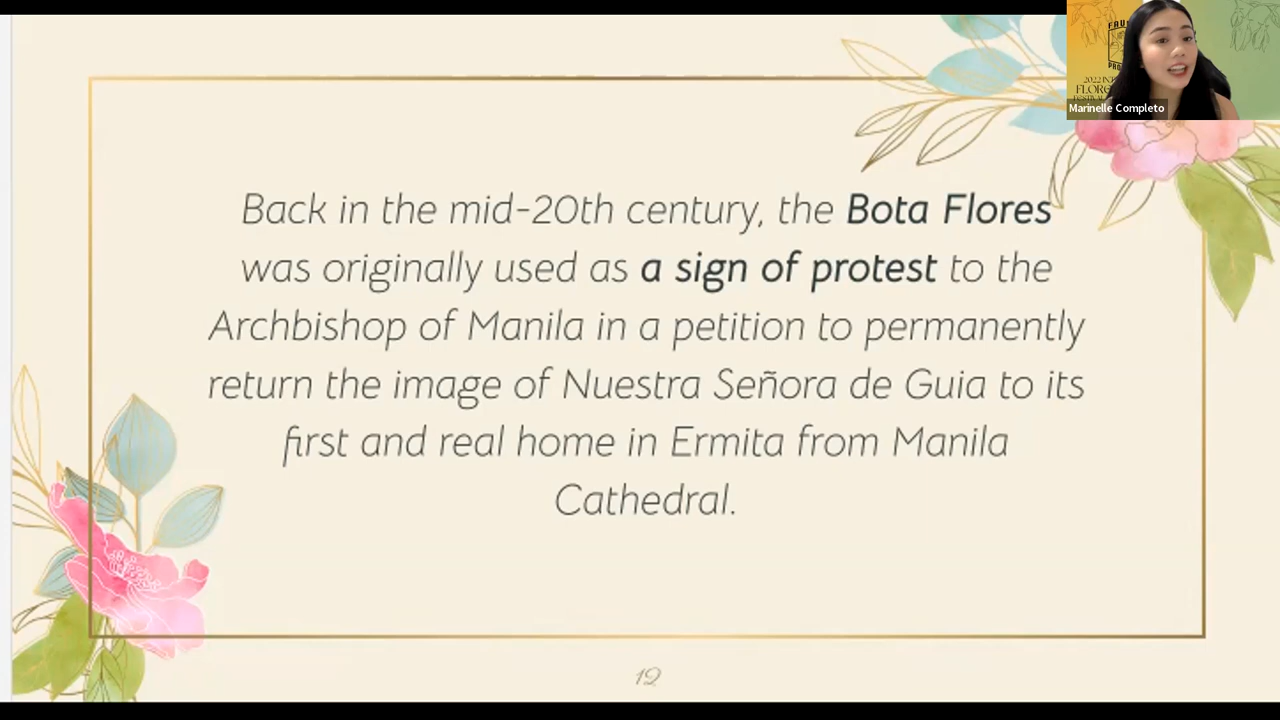 Marinelle Completo
Back in the mid-20th century, the Bota Flores
was originally used as a sign of protest to the
Archbishop of Manila in a petition to permanently
return the image of Nuestra Señora de Guia to its
first and real home in Ermita from Manila
Cathedral.
12